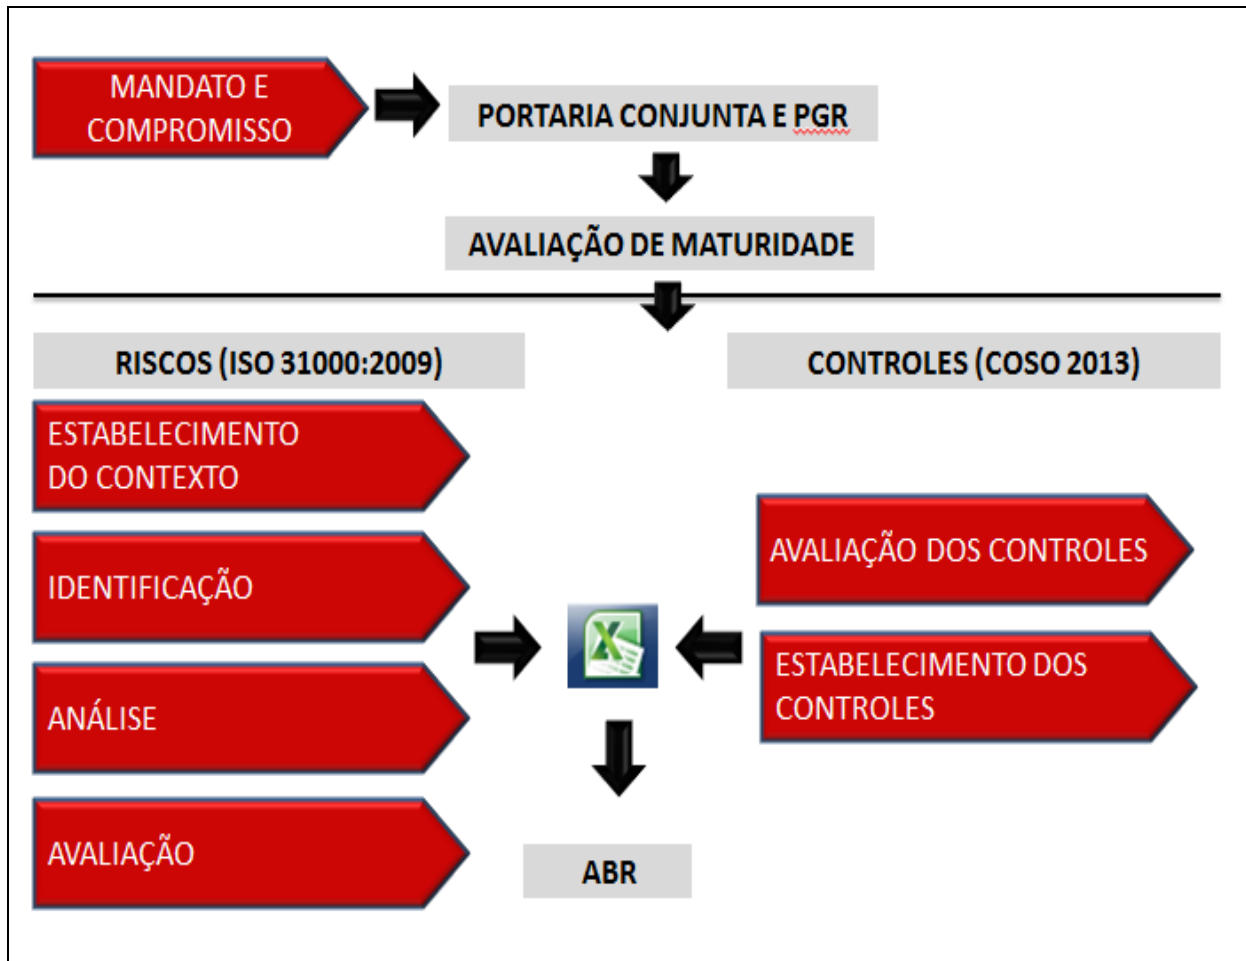 MANDATO E
COMPROMISSO
PORTARIA CONJUNTA E PGR
AVALIAÇÃO DE MATURIDADE
RISCOS (ISO 31000:2009)
CONTROLES (COSO 2013)
ESTABELECIMENTO
DO CONTEXTO
IDENTIFICAÇÃO
ANÁLISE
AVALIAÇÃO
AVALIAÇÃO DOS CONTROLES
ESTABELECIMENTO DOS
CONTROLES
ABR